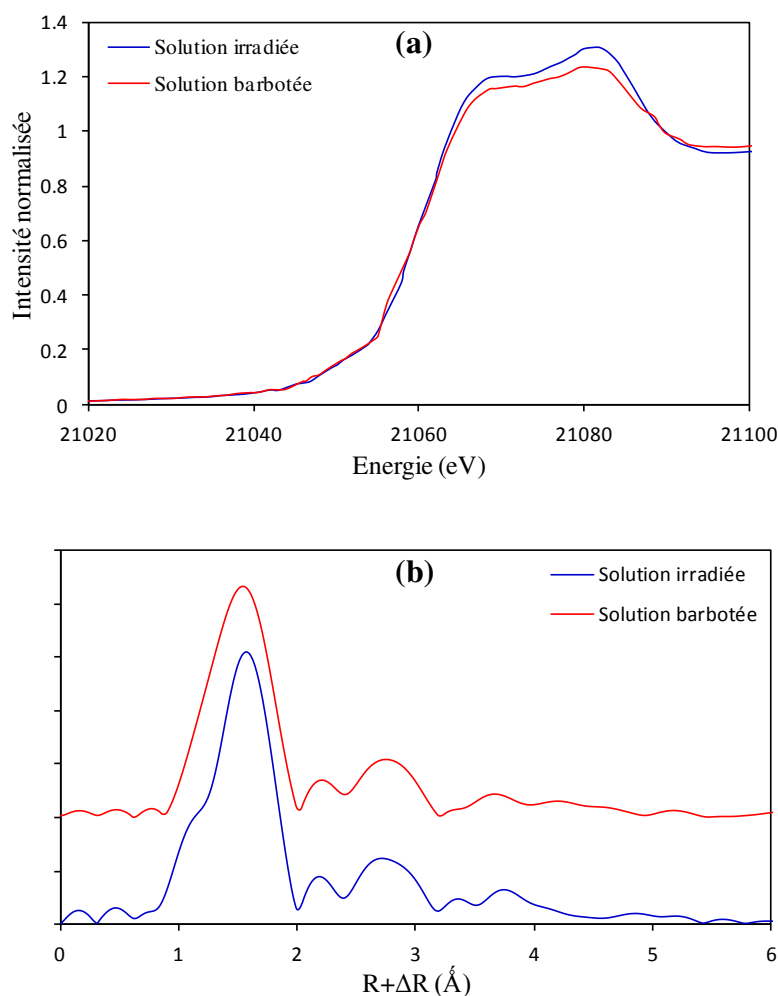 1.4
(a)
Solution irradiée
Solution barbotée
1.2
1
0.8
0.6
0.4
0.2
0
Intensité normalisée
21020 21040 21060 21080 21100
Energie (eV)
(b)
Solution irradiée
Solution barbotée
0 1 2 3 4 5 6
R+ΔR (Ǻ)